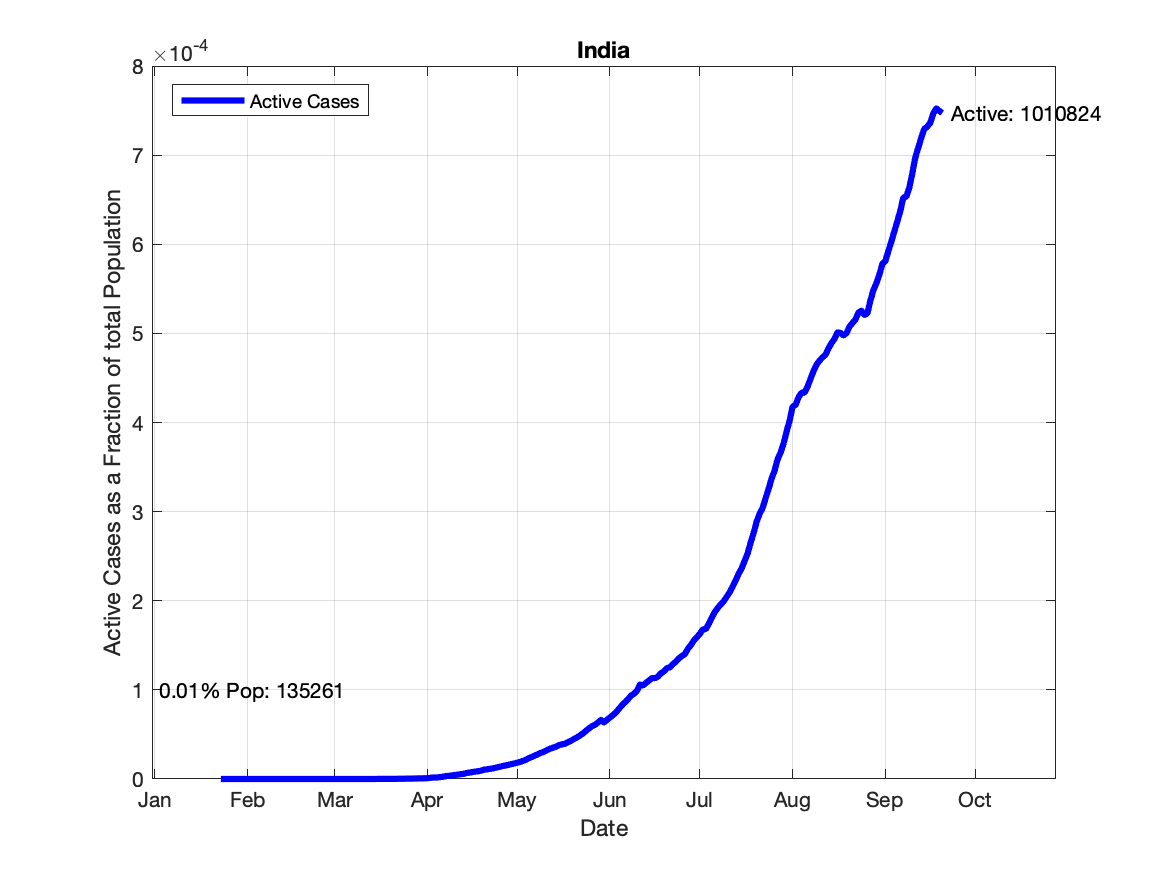 India
×10-4
8
7
6
5
4
3
2
1
0
Active Cases
Active: 1010824
0.01% Pop: 135261
Active Cases as a Fraction of total Population
Jan Feb Mar Apr May Jun Jul Aug Sep Oct
Date